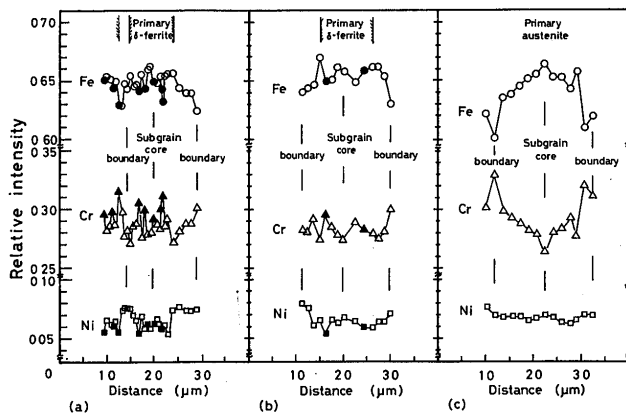 0.70
Primary
δ-ferrite
Primary
δ-ferrite
Primary
austenite
Fe
Fe
Fe
0.65
0.60
Subgrain
core
Subgrain
core
Subgrain
core
boundary
boundary
boundary
boundary
boundary
boundary
0.35
Cr
Cr
Cr
0.30
0.25
0.10
Ni
Ni
Ni
0.05
Relative intensity
0 10 20 30
0 10 20 30
0 10 20 30
Distance (μm)
Distance (μm)
Distance (μm)
(a)
(b)
(c)